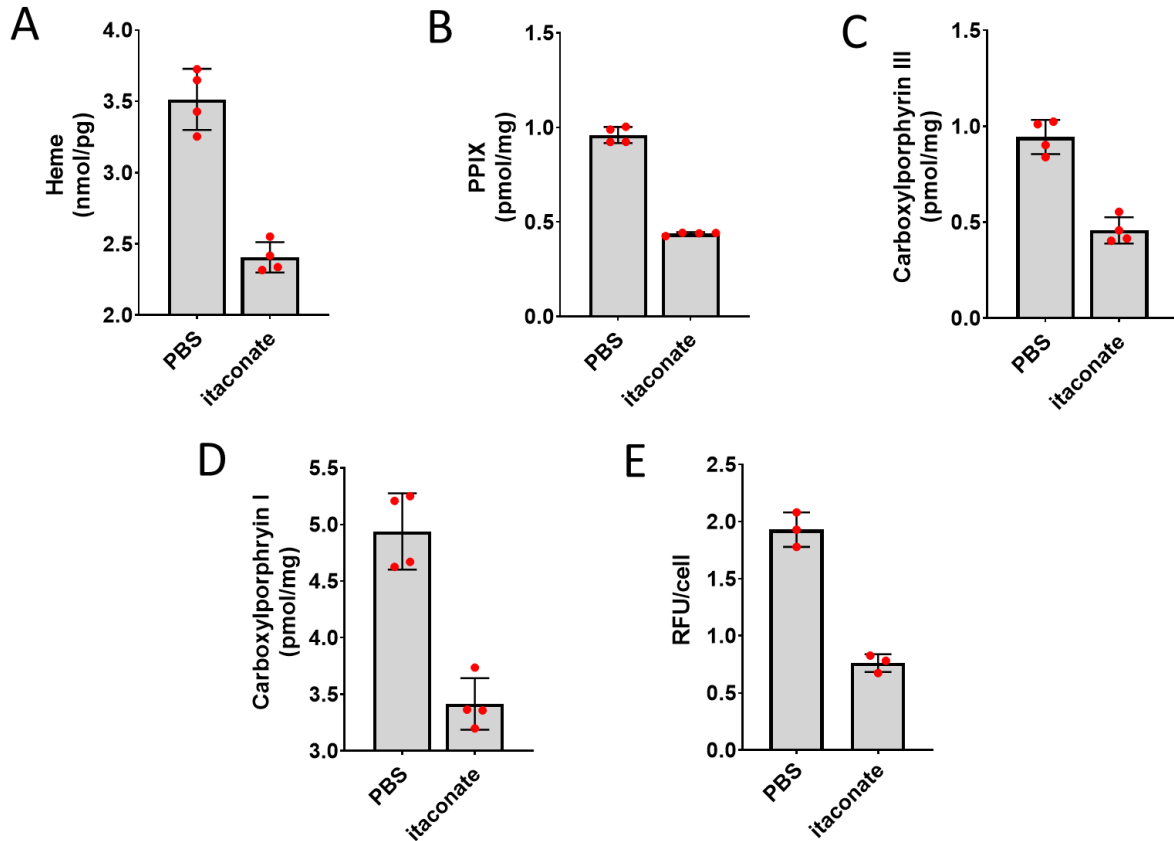 A
Heme
(nmol/pg)
4.0
3.5
3.0
2.5
2.0
PBS
itaconate
B
PPIX
(pmol/mg)
1.5
1.0
0.5
0.0
PBS
itaconate
C
Carboxylporphyrin III
(pmol/mg)
1.5
1.0
0.5
0.0
PBS
itaconate
D
Carboxylporphryin I
(pmol/mg)
5.5
5.0
4.5
4.0
3.5
3.0
PBS
itaconate
E
RFU/cell
2.5
2.0
1.5
1.0
0.5
0.0
PBS
itaconate